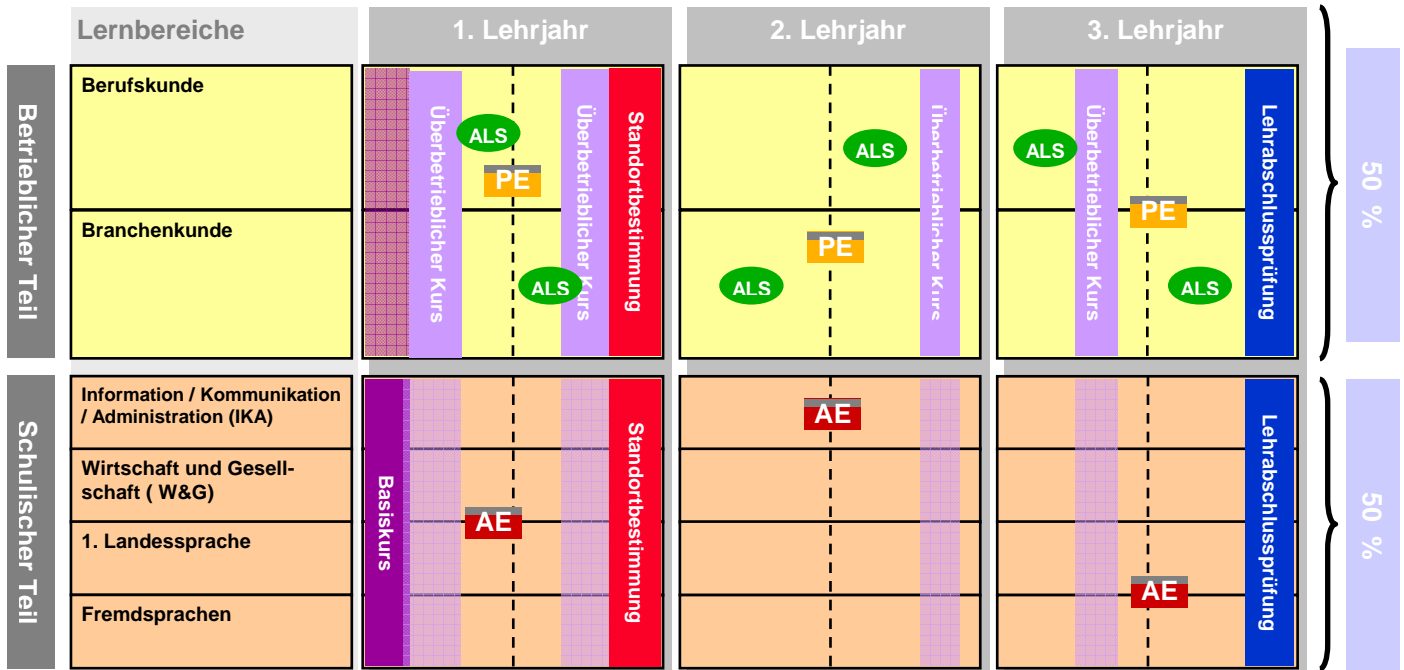 Lernbereiche
1. Lehrjahr
2. Lehrjahr
3. Lehrjahr
Betrieblicher Teil
Berufskunde
Branchenkunde
Überbetrieblicher Kurs
ALS
PE
ALS
Überbetrieblicher Kurs
Standortbestimmung
ALS
PE
ALS
Überbetrieblicher Kurs
ALS
Überbetrieblicher Kurs
PE
ALS
Lehrabschlussprüfung
50 %
Schulischer Teil
Information / Kommunikation
/ Administration (IKA)
Wirtschaft und Gesell-
schaft ( W&G)
1. Landessprache
Fremdsprachen
Basiskurs
AE
Standortbestimmung
AE
AE
Lehrabschlussprüfung
50 %